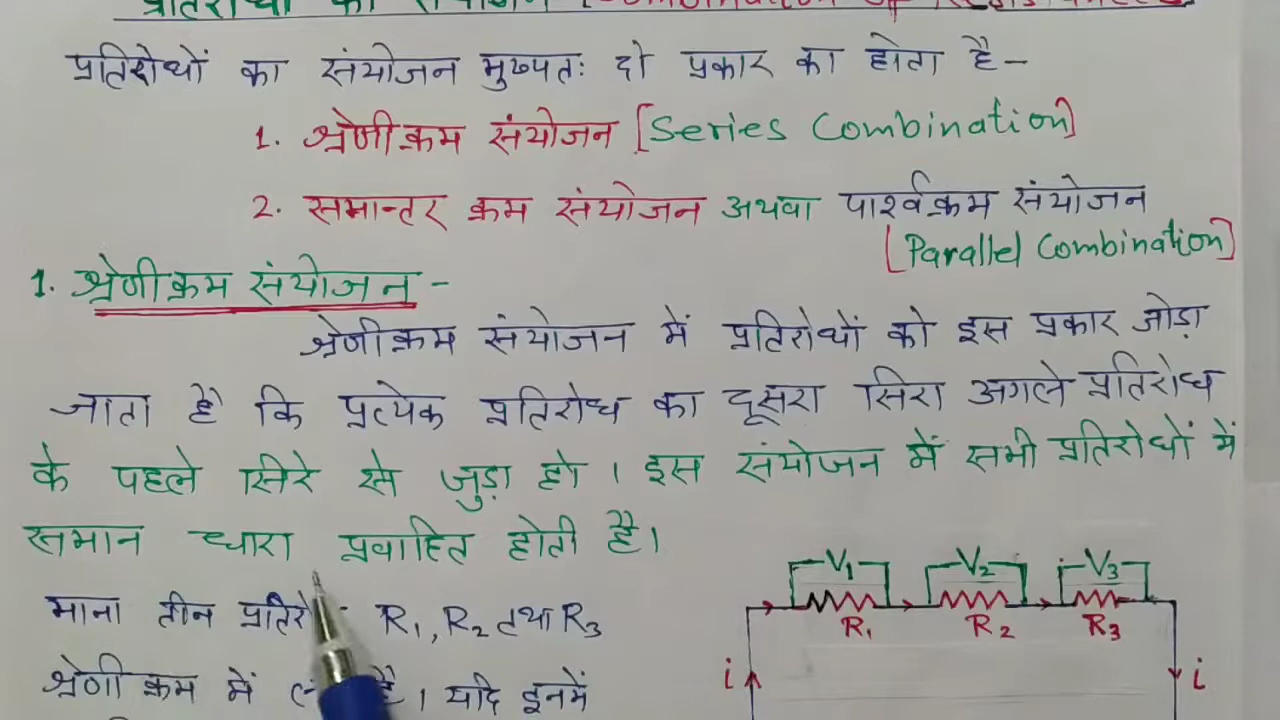 प्रतिरोधों का संयोजन
प्रतिरोधों का संयोजन मुख्यतः दो प्रकार का होता है -
1. श्रेणीक्रम संयोजन [Series Combination]
2. समान्तर क्रम संयोजन अथवा पार्श्वक्रम संयोजन
[Parallel Combination]
1. श्रेणीक्रम संयोजन -
श्रेणीक्रम संयोजन में प्रतिरोधों को इस प्रकार जोड़ा
जाता है कि प्रत्येक प्रतिरोध का दूसरा सिरा अगले प्रतिरोध
के पहले सिरे से जुड़ा हो । इस संयोजन में सभी प्रतिरोधों में
समान धारा प्रवाहित होती है।
माना तीन R₁, R₂ तथा R₃
श्रेणी क्रम में है। यदि इनमें
V₁ V₂ V₃
R₁ R₂ R₃
i i